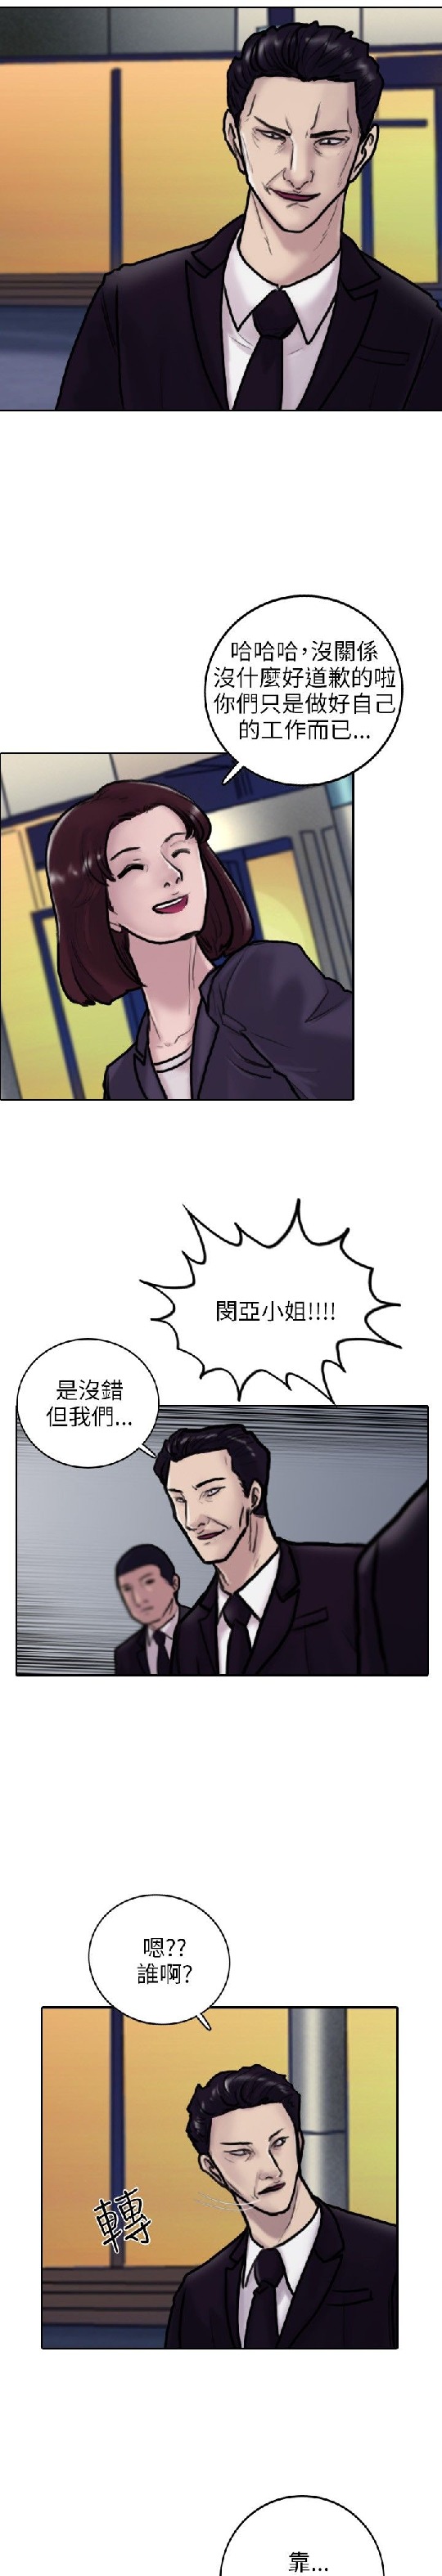 哈哈哈，沒關係
沒什麼好道歉的啦
你們只是做好自己
的工作而已...
閔亞小姐!!!!
是沒錯
但我們...
嗯??
誰啊?
轉
靠...